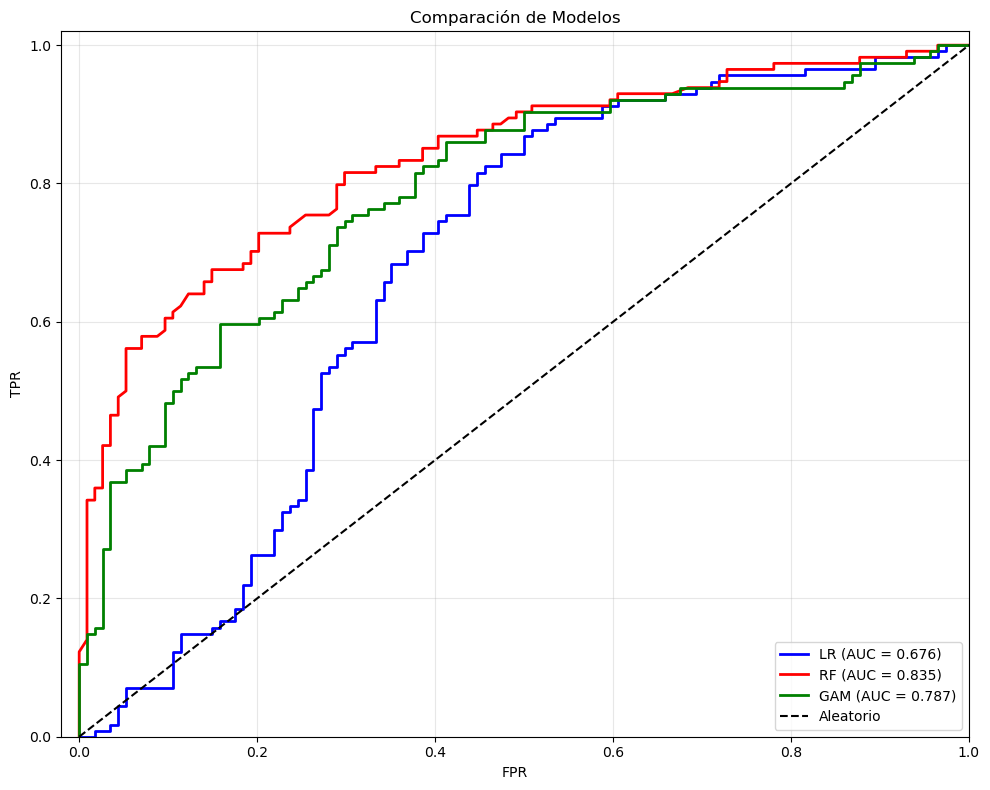 Comparación de Modelos
TPR
1.0
0.8
0.6
0.4
0.2
0.0
0.0 0.2 0.4 0.6 0.8 1.0
FPR
LR (AUC = 0.676)
RF (AUC = 0.835)
GAM (AUC = 0.787)
Aleatorio